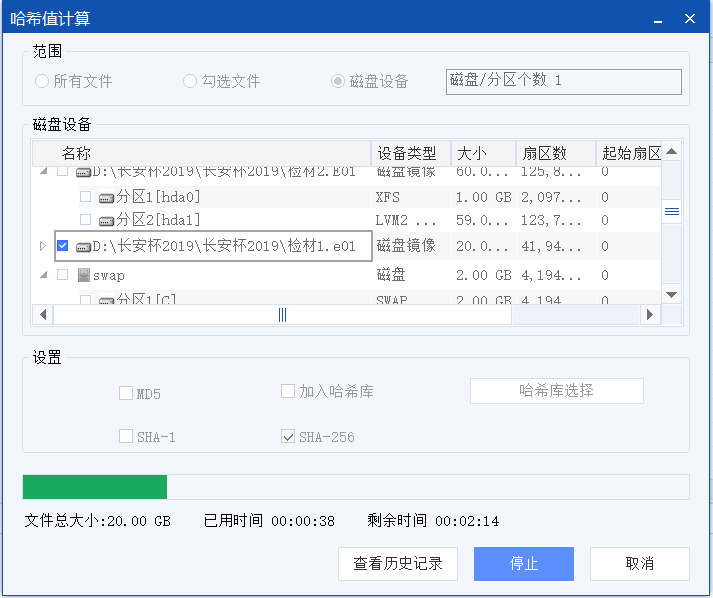 哈希值计算
范围
所有文件 勾选文件 磁盘设备 磁盘/分区个数 1
磁盘设备
名称 设备类型 大小 扇区数 起始扇区
D:\长安杯2019\长安杯2019\检材2.E01 磁盘镜像 60.0... 125,8... 0
分区1[hda0] XFS 1.00 GB 2,097... 0
分区2[hda1] LVM2 ... 59.0... 123,7... 0
D:\长安杯2019\长安杯2019\检材1.e01 磁盘镜像 20.0... 41,94... 0
swap 磁盘 2.00 GB 4,194... 0
分区1[C] SWAP 2.00 GB 4,194... 0
设置
MD5 加入哈希库 哈希库选择
SHA-1 SHA-256
文件总大小:20.00 GB 已用时间 00:00:38 剩余时间 00:02:14
查看历史记录 停止 取消